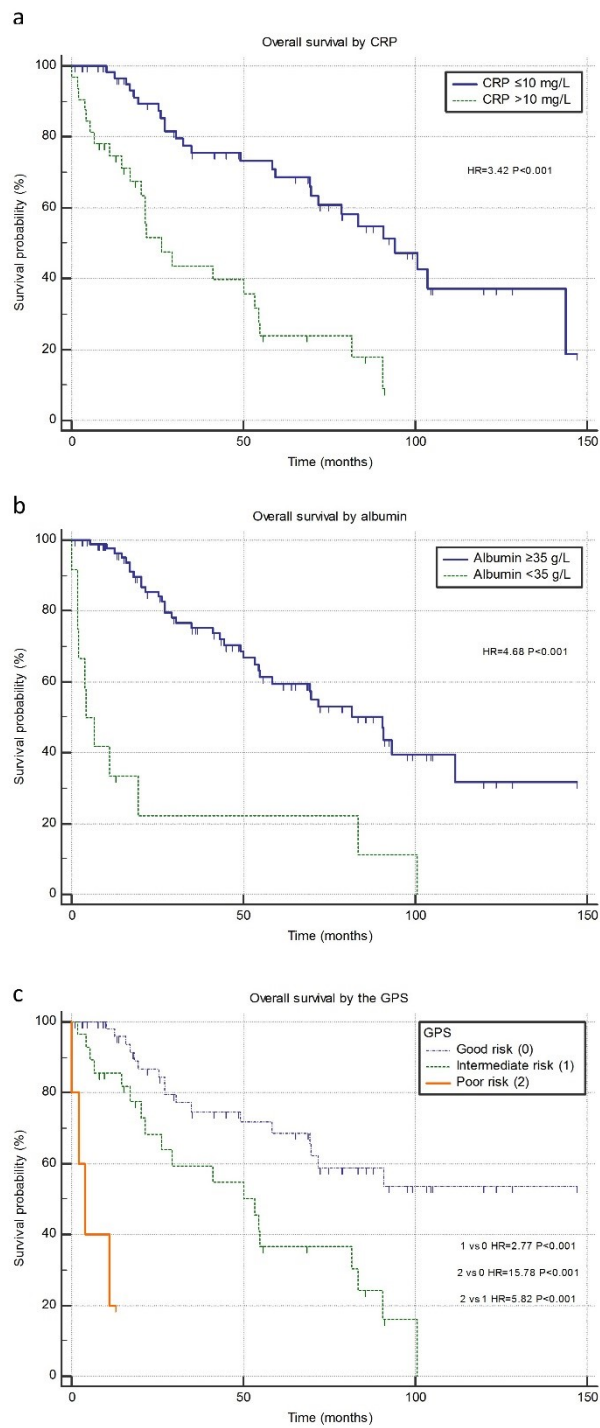 a
Overall survival by CRP
CRP ≤10 mg/L
CRP >10 mg/L
HR=3.42 P<0.001
Survival probability (%)
100
80
60
40
20
0
0 50 100 150
Time (months)
b
Overall survival by albumin
Albumin ≥35 g/L
Albumin <35 g/L
HR=4.68 P<0.001
Survival probability (%)
100
80
60
40
20
0
0 50 100 150
Time (months)
c
Overall survival by the GPS
GPS
Good risk (0)
Intermediate risk (1)
Poor risk (2)
1 vs 0 HR=2.77 P<0.001
2 vs 0 HR=15.78 P<0.001
2 vs 1 HR=5.82 P<0.001
Survival probability (%)
100
80
60
40
20
0
0 50 100 150
Time (months)